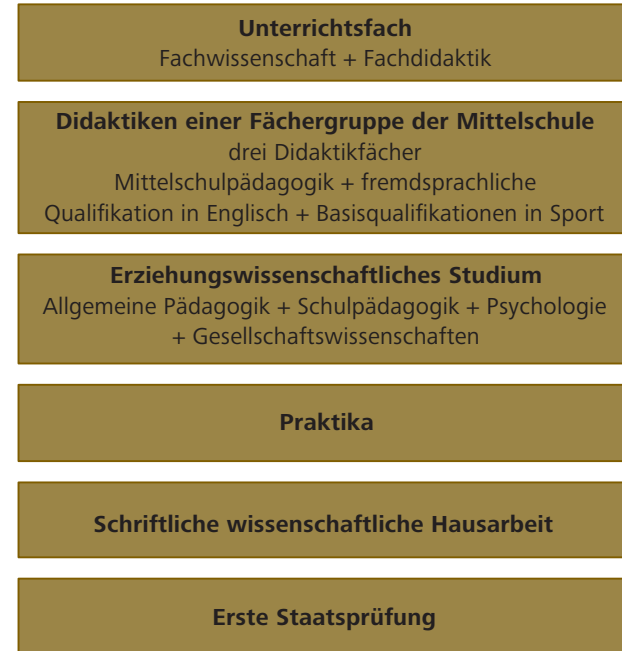 Unterrichtsfach
Fachwissenschaft + Fachdidaktik
Didaktiken einer Fächergruppe der Mittelschule
drei Didaktikfächer
Mittelschulpädagogik + fremdsprachliche
Qualifikation in Englisch + Basisqualifikationen in Sport
Erziehungswissenschaftliches Studium
Allgemeine Pädagogik + Schulpädagogik + Psychologie
+ Gesellschaftswissenschaften
Praktika
Schriftliche wissenschaftliche Hausarbeit
Erste Staatsprüfung